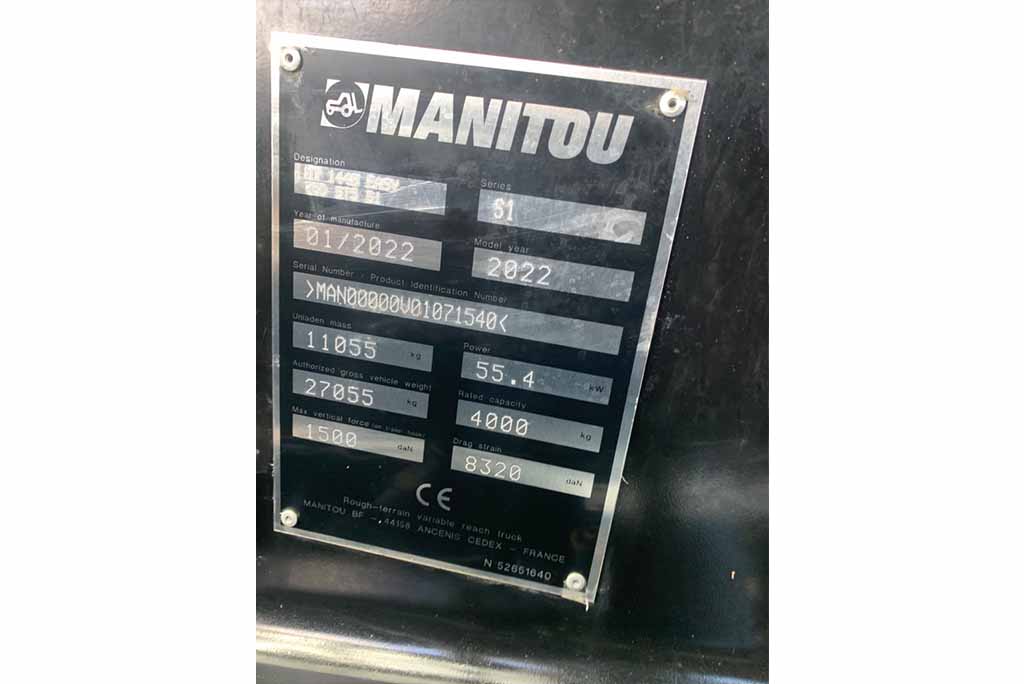 MANITOU
Designation
Series
S1
Year of manufacture
01/2022
Model year
2022
Serial Number - Product Identification Number
>MAN00000V01071540<
Unladen mass
11055 kg
Power
55.4 kW
Authorized gross vehicle weight
27055 kg
Rated capacity
4000 kg
Max vertical force
1500 daN
Drag strain
8320 daN
CE
Rough-terrain variable reach truck
MANITOU BF - 44158 ANCENIS CEDEX - FRANCE
N 52651640